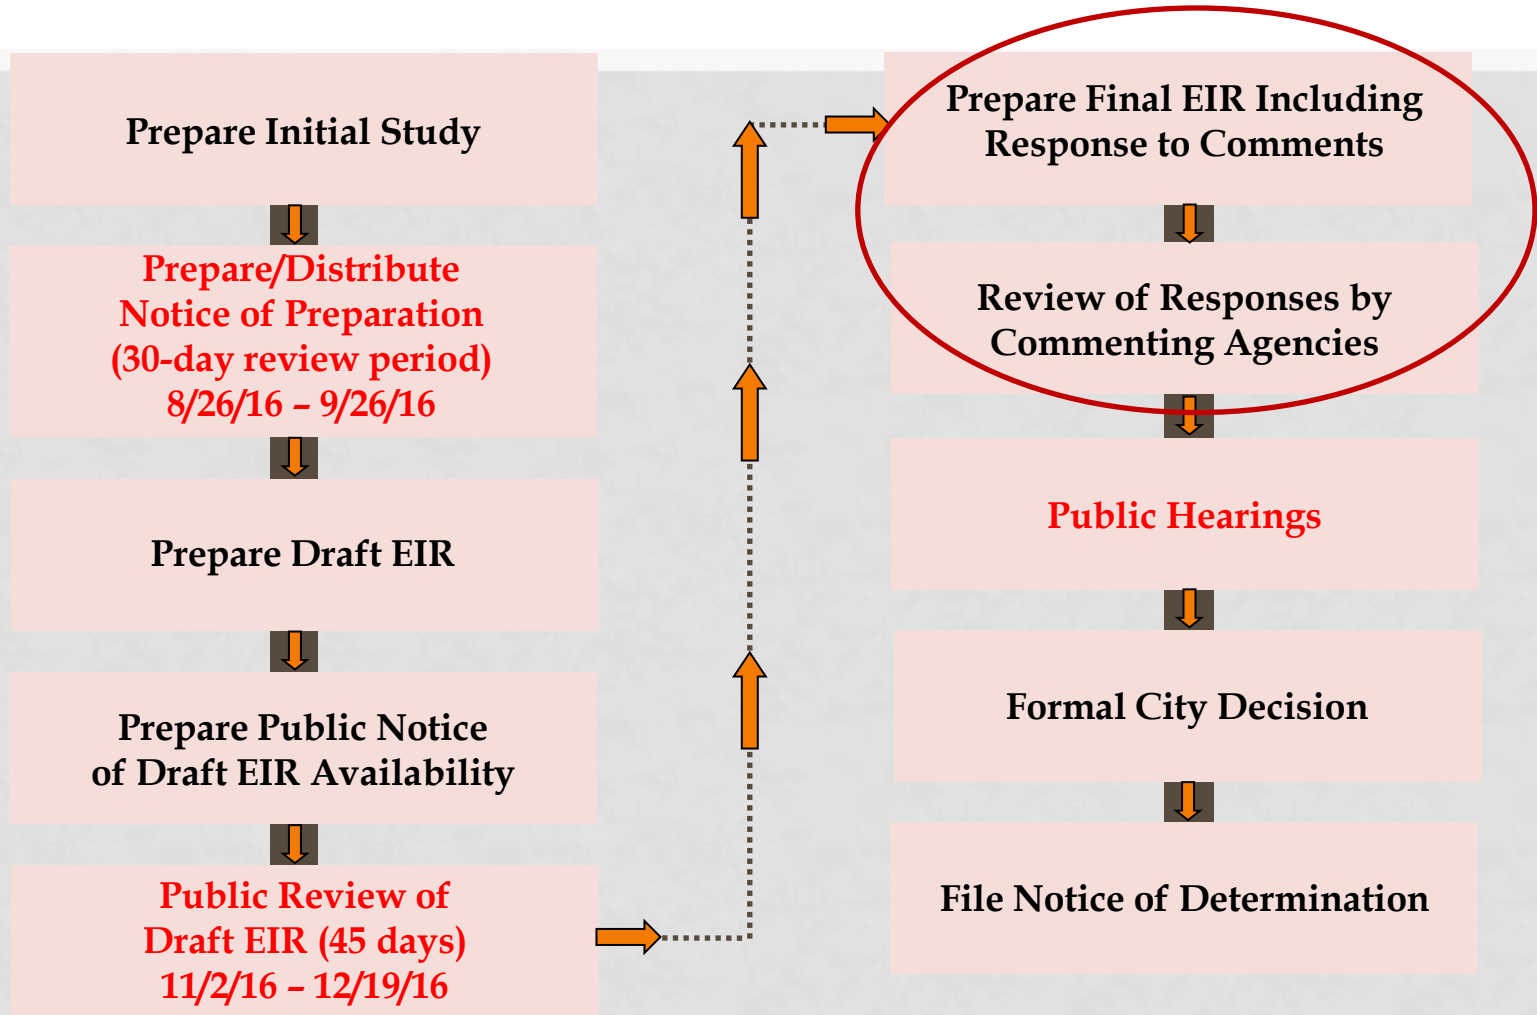 Prepare Initial Study
Prepare/Distribute
Notice of Preparation
(30-day review period)
8/26/16 – 9/26/16
Prepare Draft EIR
Prepare Public Notice
of Draft EIR Availability
Public Review of
Draft EIR (45 days)
11/2/16 – 12/19/16
Prepare Final EIR Including
Response to Comments
Review of Responses by
Commenting Agencies
Public Hearings
Formal City Decision
File Notice of Determination